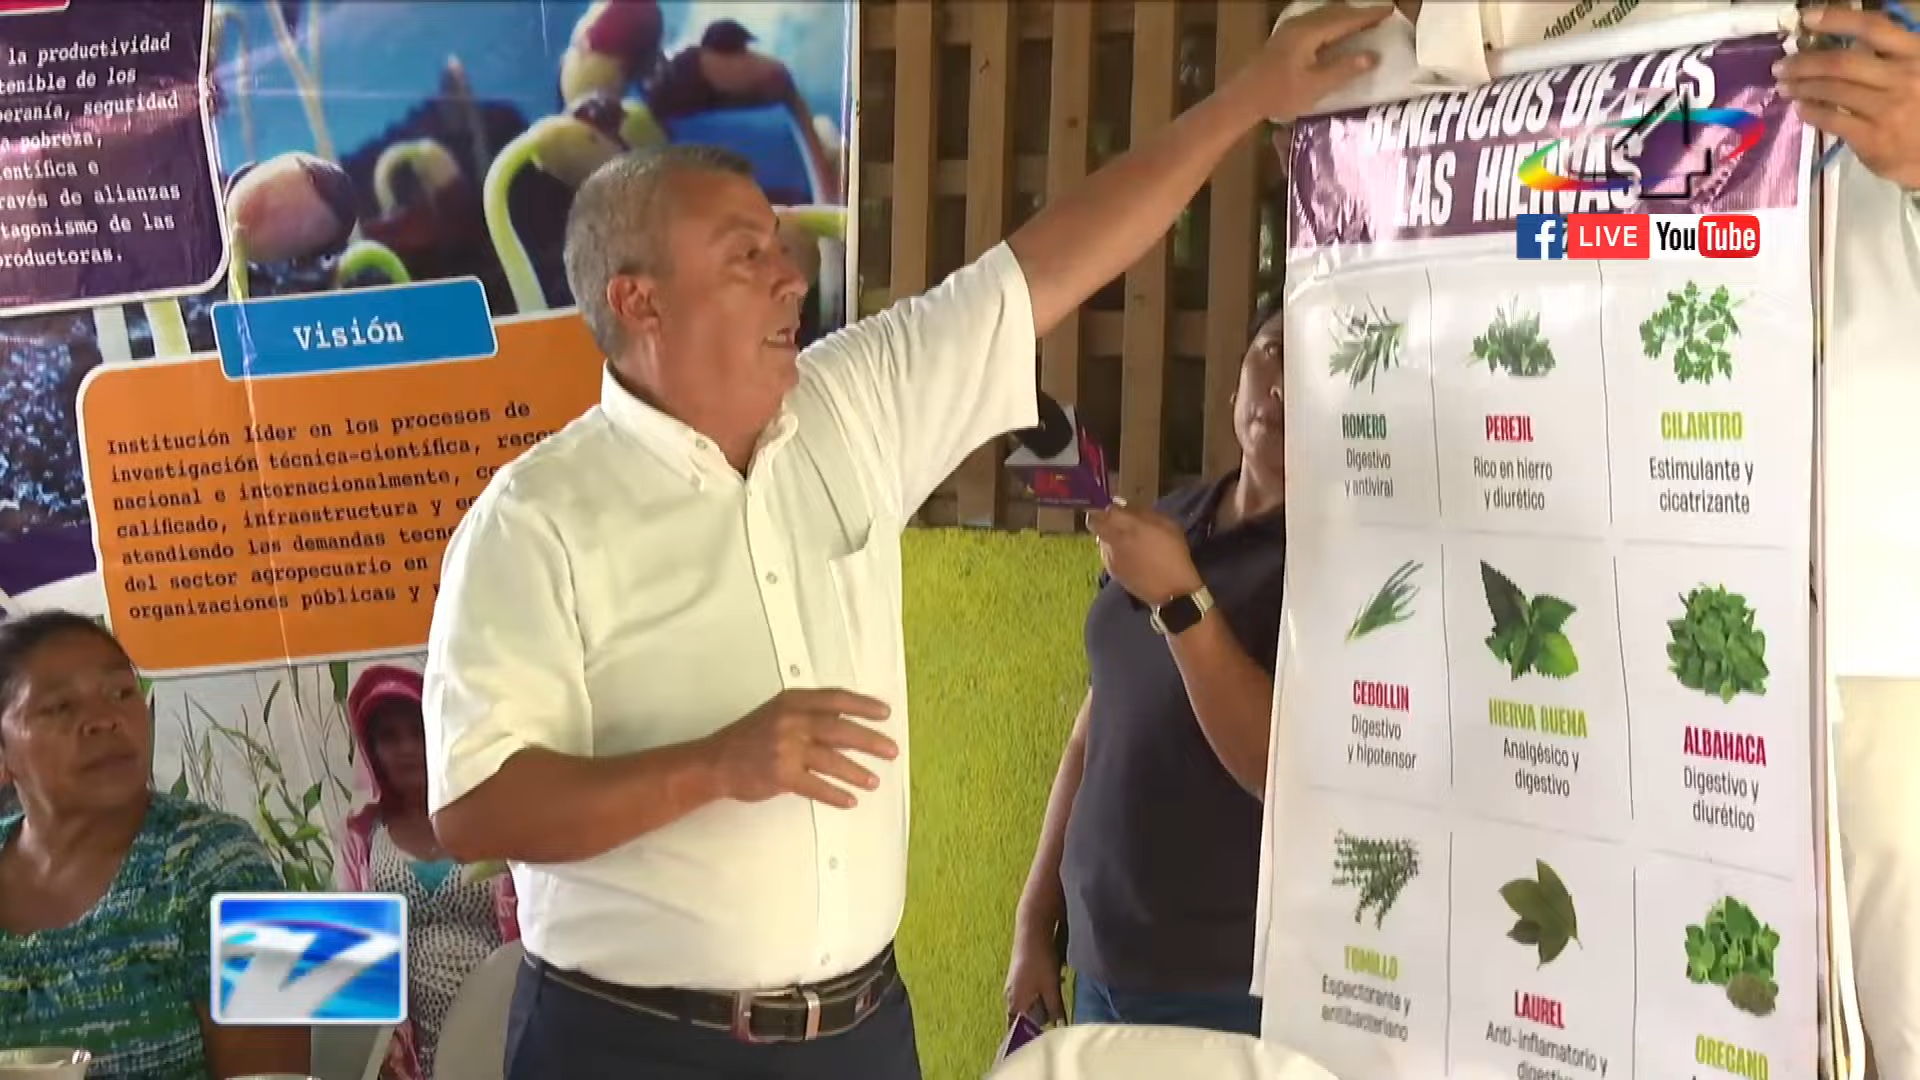 la productividad
tenible de los
beranía, seguridad
a pobreza,
entífica e
ravés de alianzas
tagonismo de las
productoras.
Visión
Institución líder en los procesos de
investigación técnica-científica,
nacional e internacionalmente,
calificado, infraestructura y
atendiendo las demandas
del sector agropecuario en
organizaciones públicas y
dolores
BENEFICIOS DE LAS
LAS HIERVAS
4
f LIVE YouTube
ROMERO
Digestivo
y antiviral
PEREJIL
Rico en hierro
y diurético
CILANTRO
Estimulante y
cicatrizante
CEBOLLIN
Digestivo
y hipotensor
HIERVA BUENA
Analgésico y
digestivo
ALBAHACA
Digestivo y
diurético
TOMILLO
Espectorante y
antibacteriano
LAUREL
Anti-inflamatorio y
OREGANO